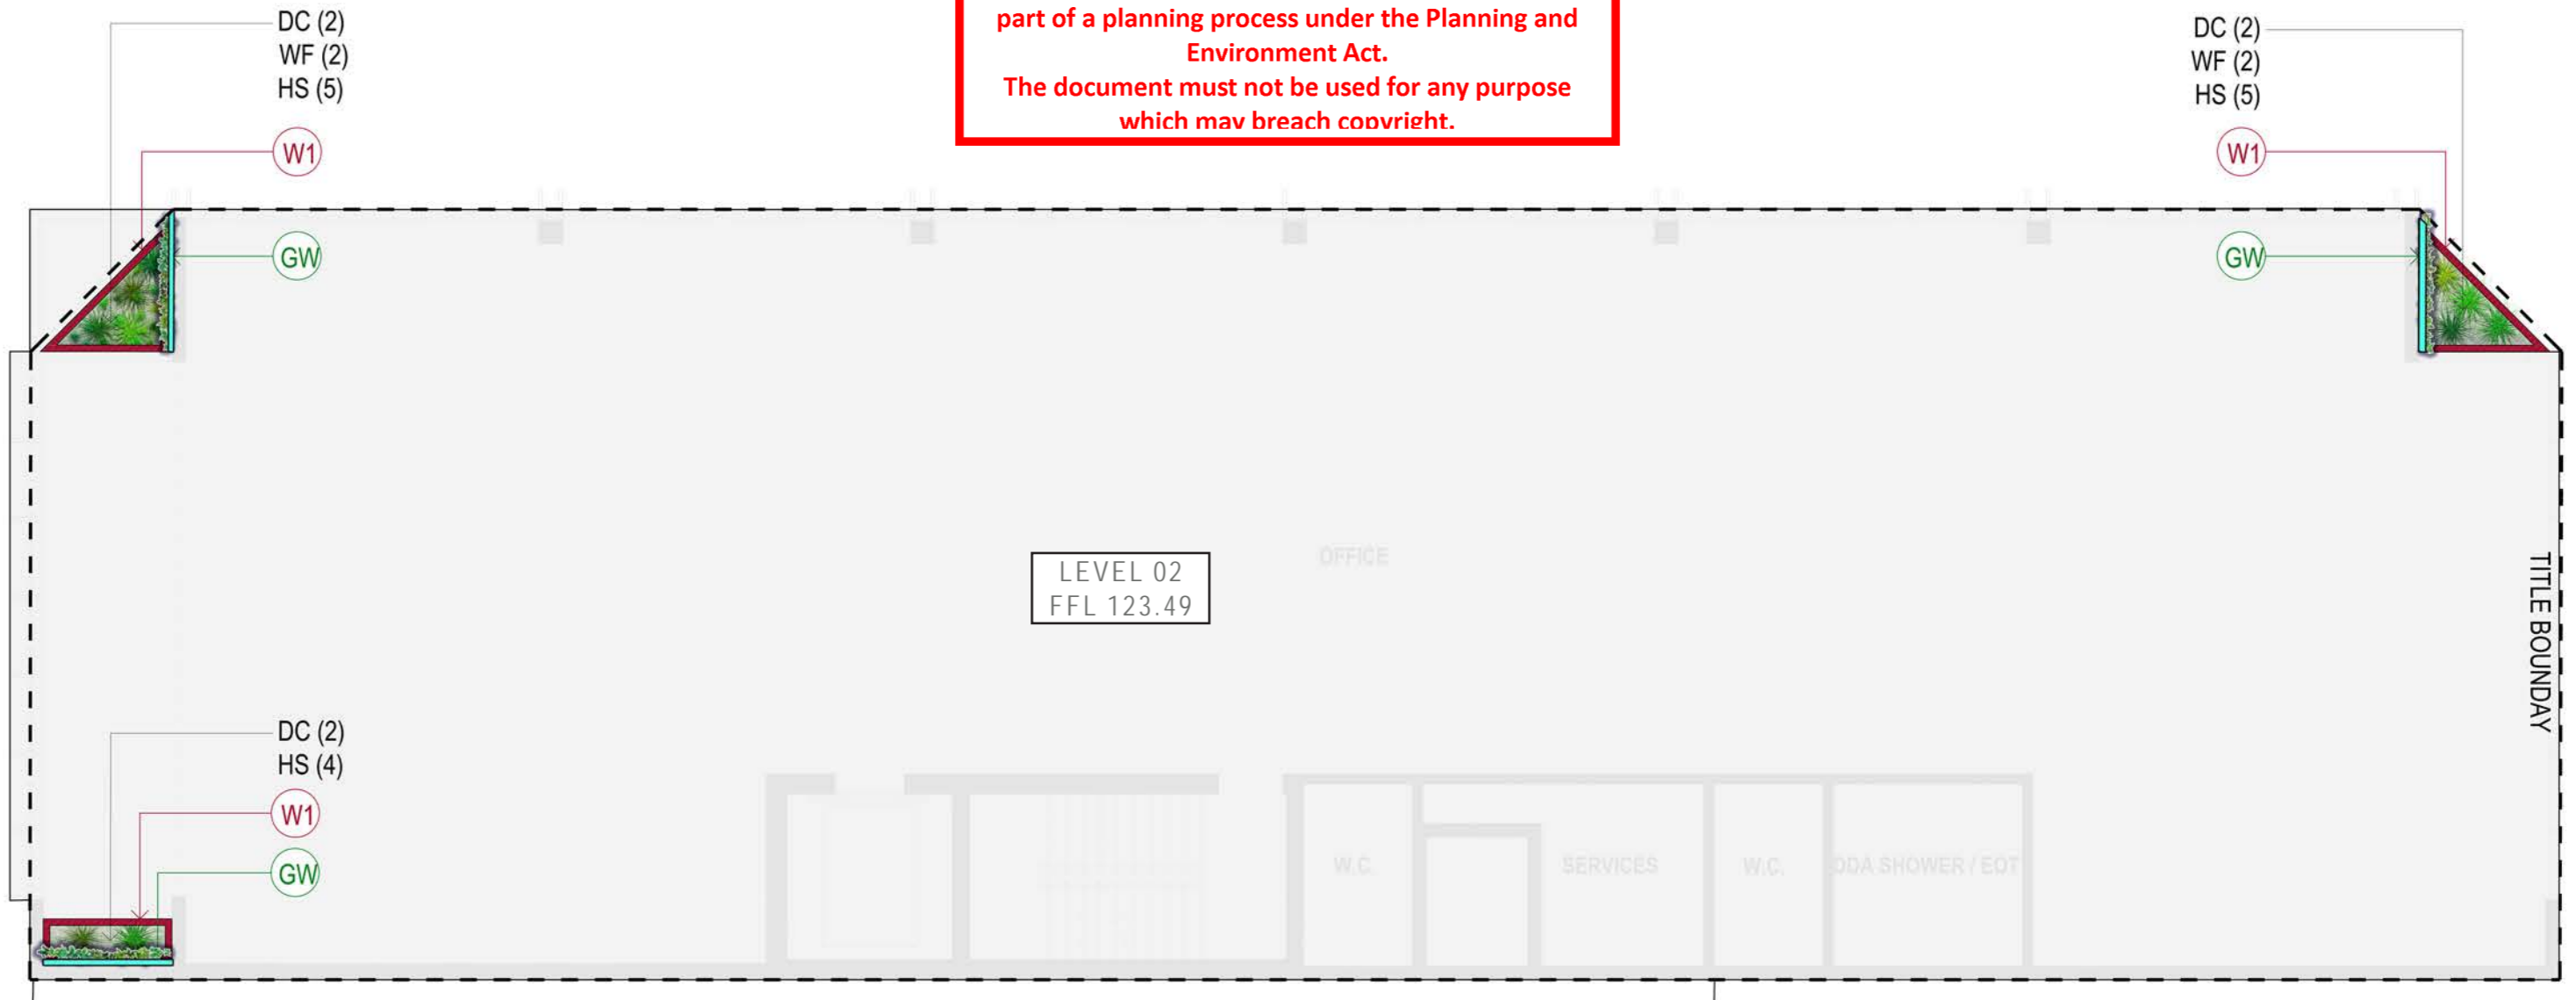 part of a planning process under the Planning and
Environment Act.
The document must not be used for any purpose
which may breach copyright.
DC (2)
WF (2)
HS (5)
W1
GW
DC (2)
WF (2)
HS (5)
W1
GW
LEVEL 02
FFL 123.49
OFFICE
TITLE BOUNDAY
DC (2)
HS (4)
W1
GW
W.C.
SERVICES
W.C.
DDA SHOWER / EOT